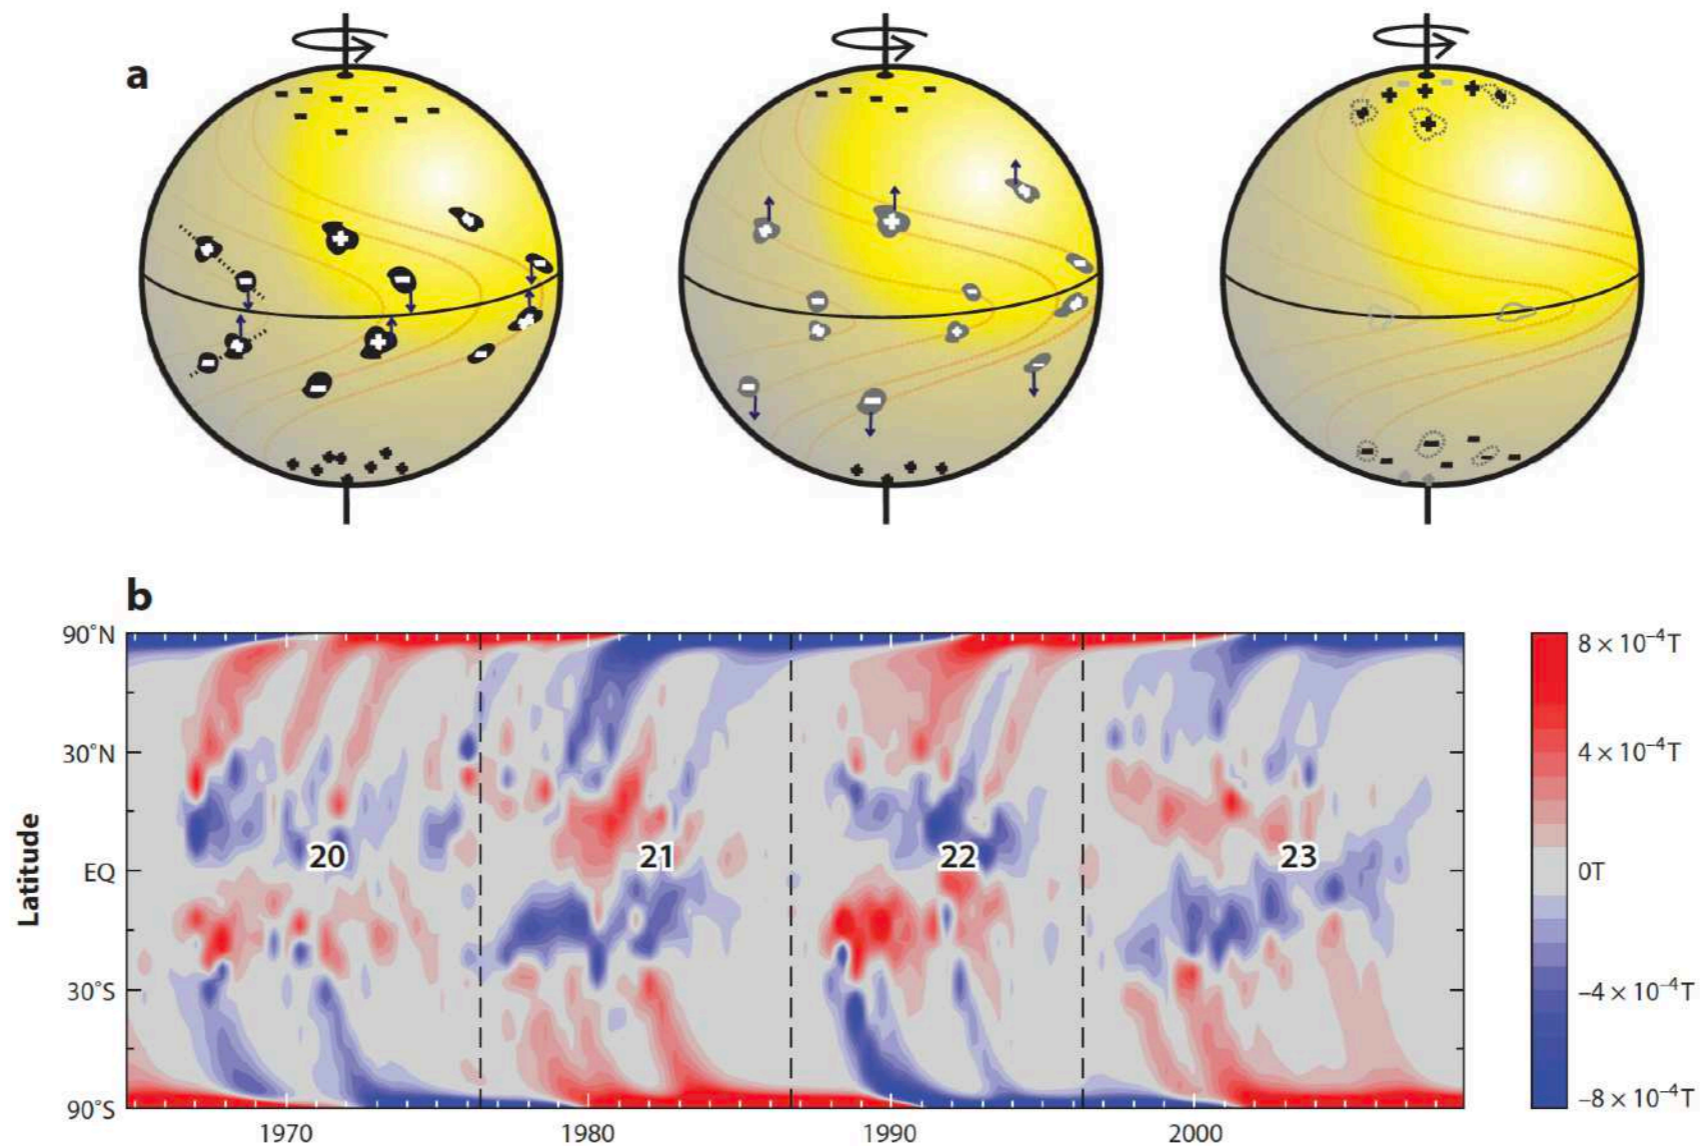 a
b
90°N
30°N
EQ
30°S
90°S
Latitude
20
21
22
23
1970
1980
1990
2000
8 × 10⁻⁴T
4 × 10⁻⁴T
0T
–4 × 10⁻⁴T
–8 × 10⁻⁴T